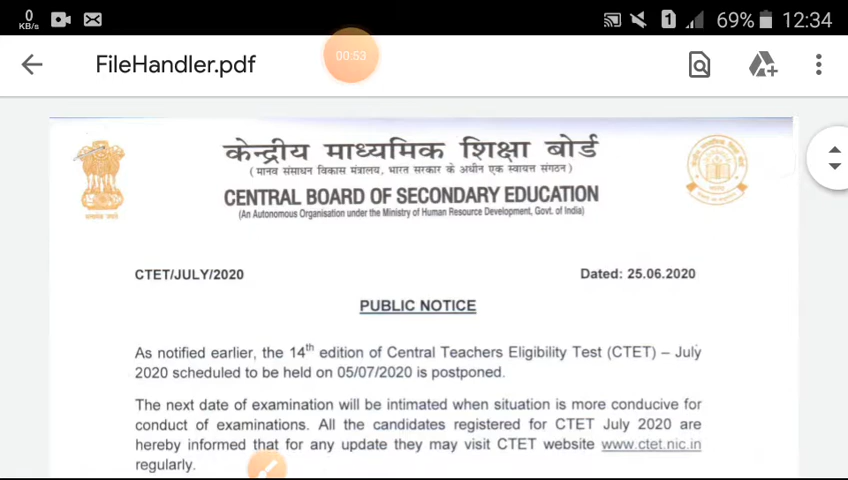 0
KB/s
1
69%
12:34
FileHandler.pdf
00:53
केन्द्रीय माध्यमिक शिक्षा बोर्ड
(मानव संसाधन विकास मंत्रालय, भारत सरकार के अधीन एक स्वायत्त संगठन)
CENTRAL BOARD OF SECONDARY EDUCATION
(An Autonomous Organisation under the Ministry of Human Resource Development, Govt. of India)
CTET/JULY/2020
Dated: 25.06.2020
PUBLIC NOTICE
As notified earlier, the 14th edition of Central Teachers Eligibility Test (CTET) – July
2020 scheduled to be held on 05/07/2020 is postponed.
The next date of examination will be intimated when situation is more conducive for
conduct of examinations. All the candidates registered for CTET July 2020 are
hereby informed that for any update they may visit CTET website www.ctet.nic.in
regularly.